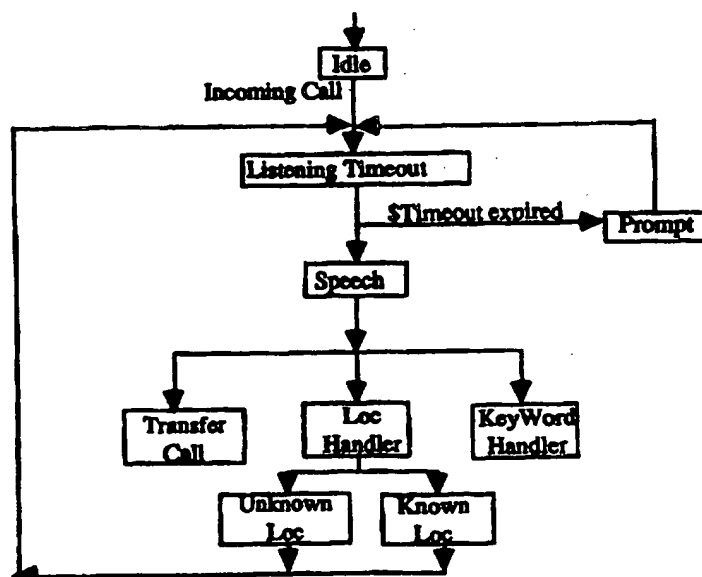 Idle
Incoming Call
Listening Timeout
$Timeout expired
Prompt
Speech
Transfer
Call
Loc
Handler
KeyWord
Handler
Unknown
Loc
Known
Loc